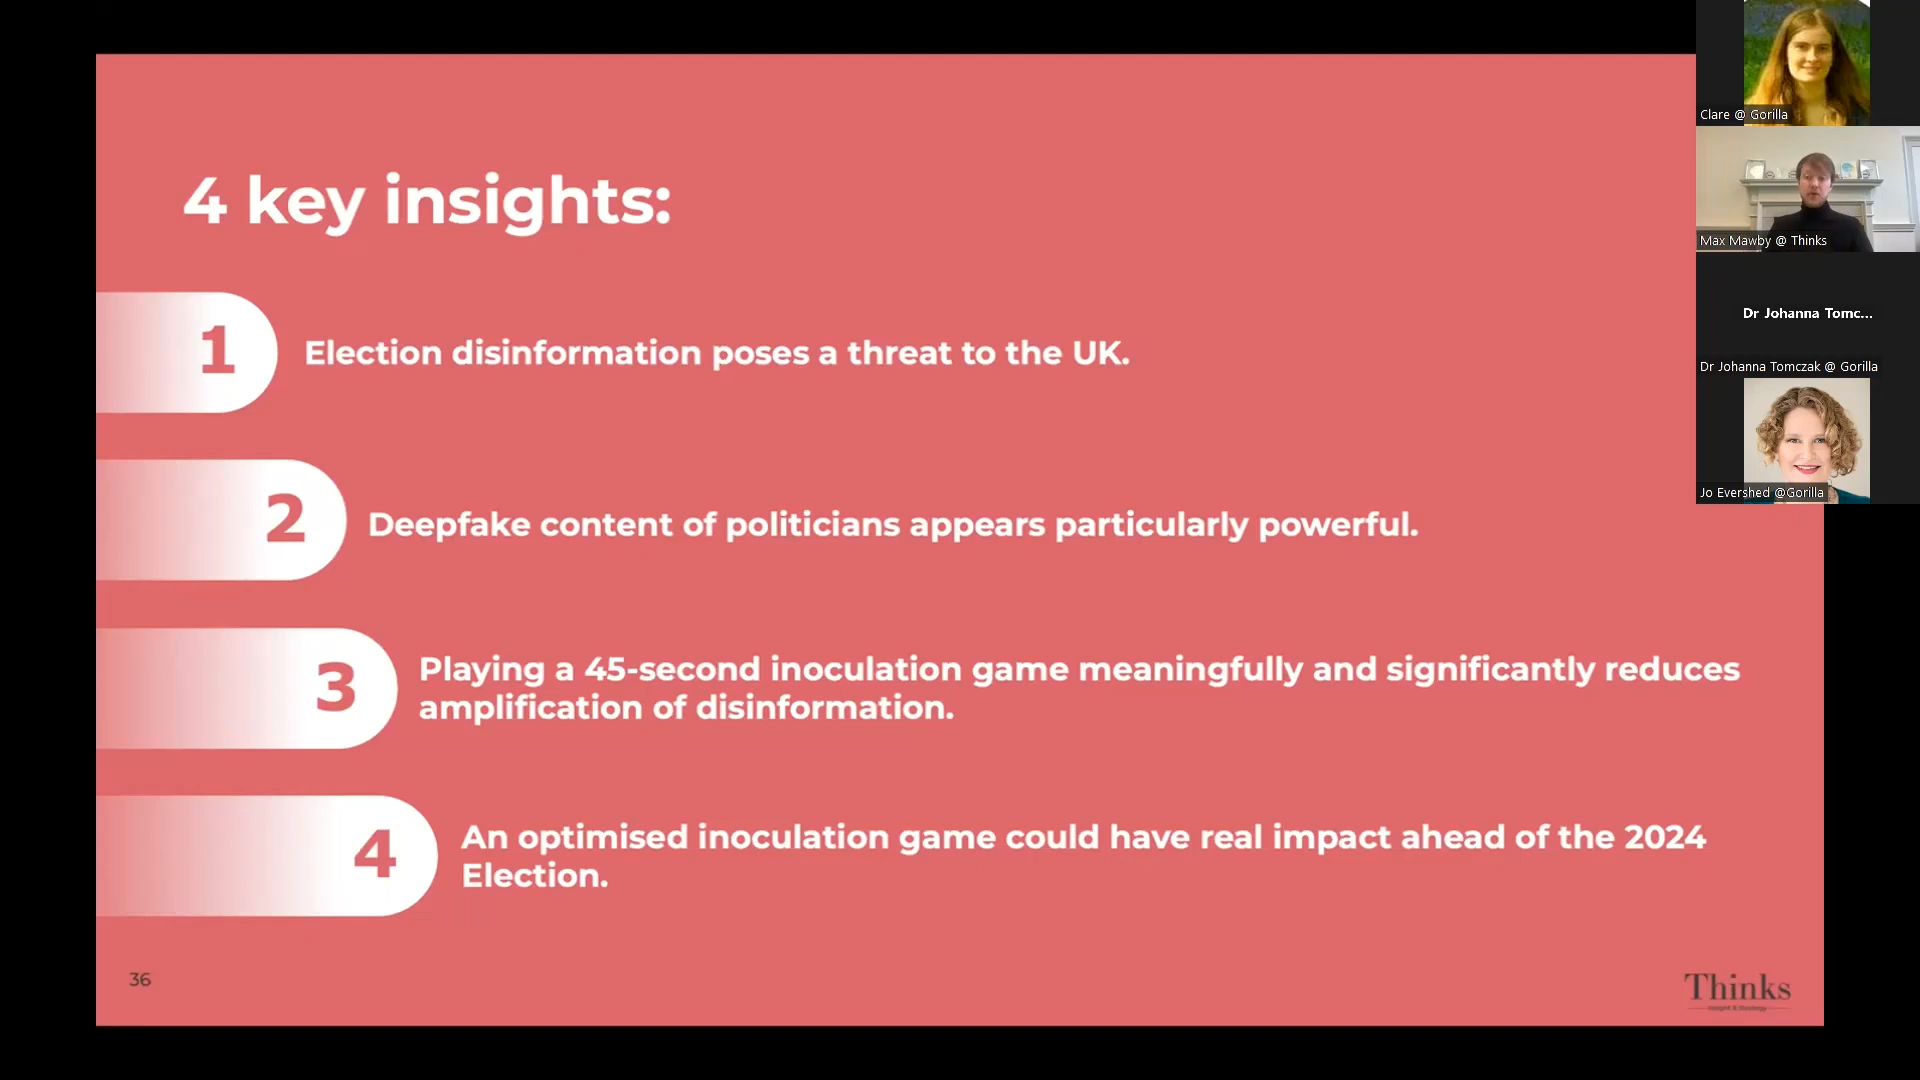 4 key insights:
1
Election disinformation poses a threat to the UK.
2
Deepfake content of politicians appears particularly powerful.
3
Playing a 45-second inoculation game meaningfully and significantly reduces
amplification of disinformation.
4
An optimised inoculation game could have real impact ahead of the 2024
Election.
36
Thinks
Insight & Strategy
Clare @ Gorilla
Max Mawby @ Thinks
Dr Johanna Tomc...
Dr Johanna Tomczak @ Gorilla
Jo Evershed @Gorilla